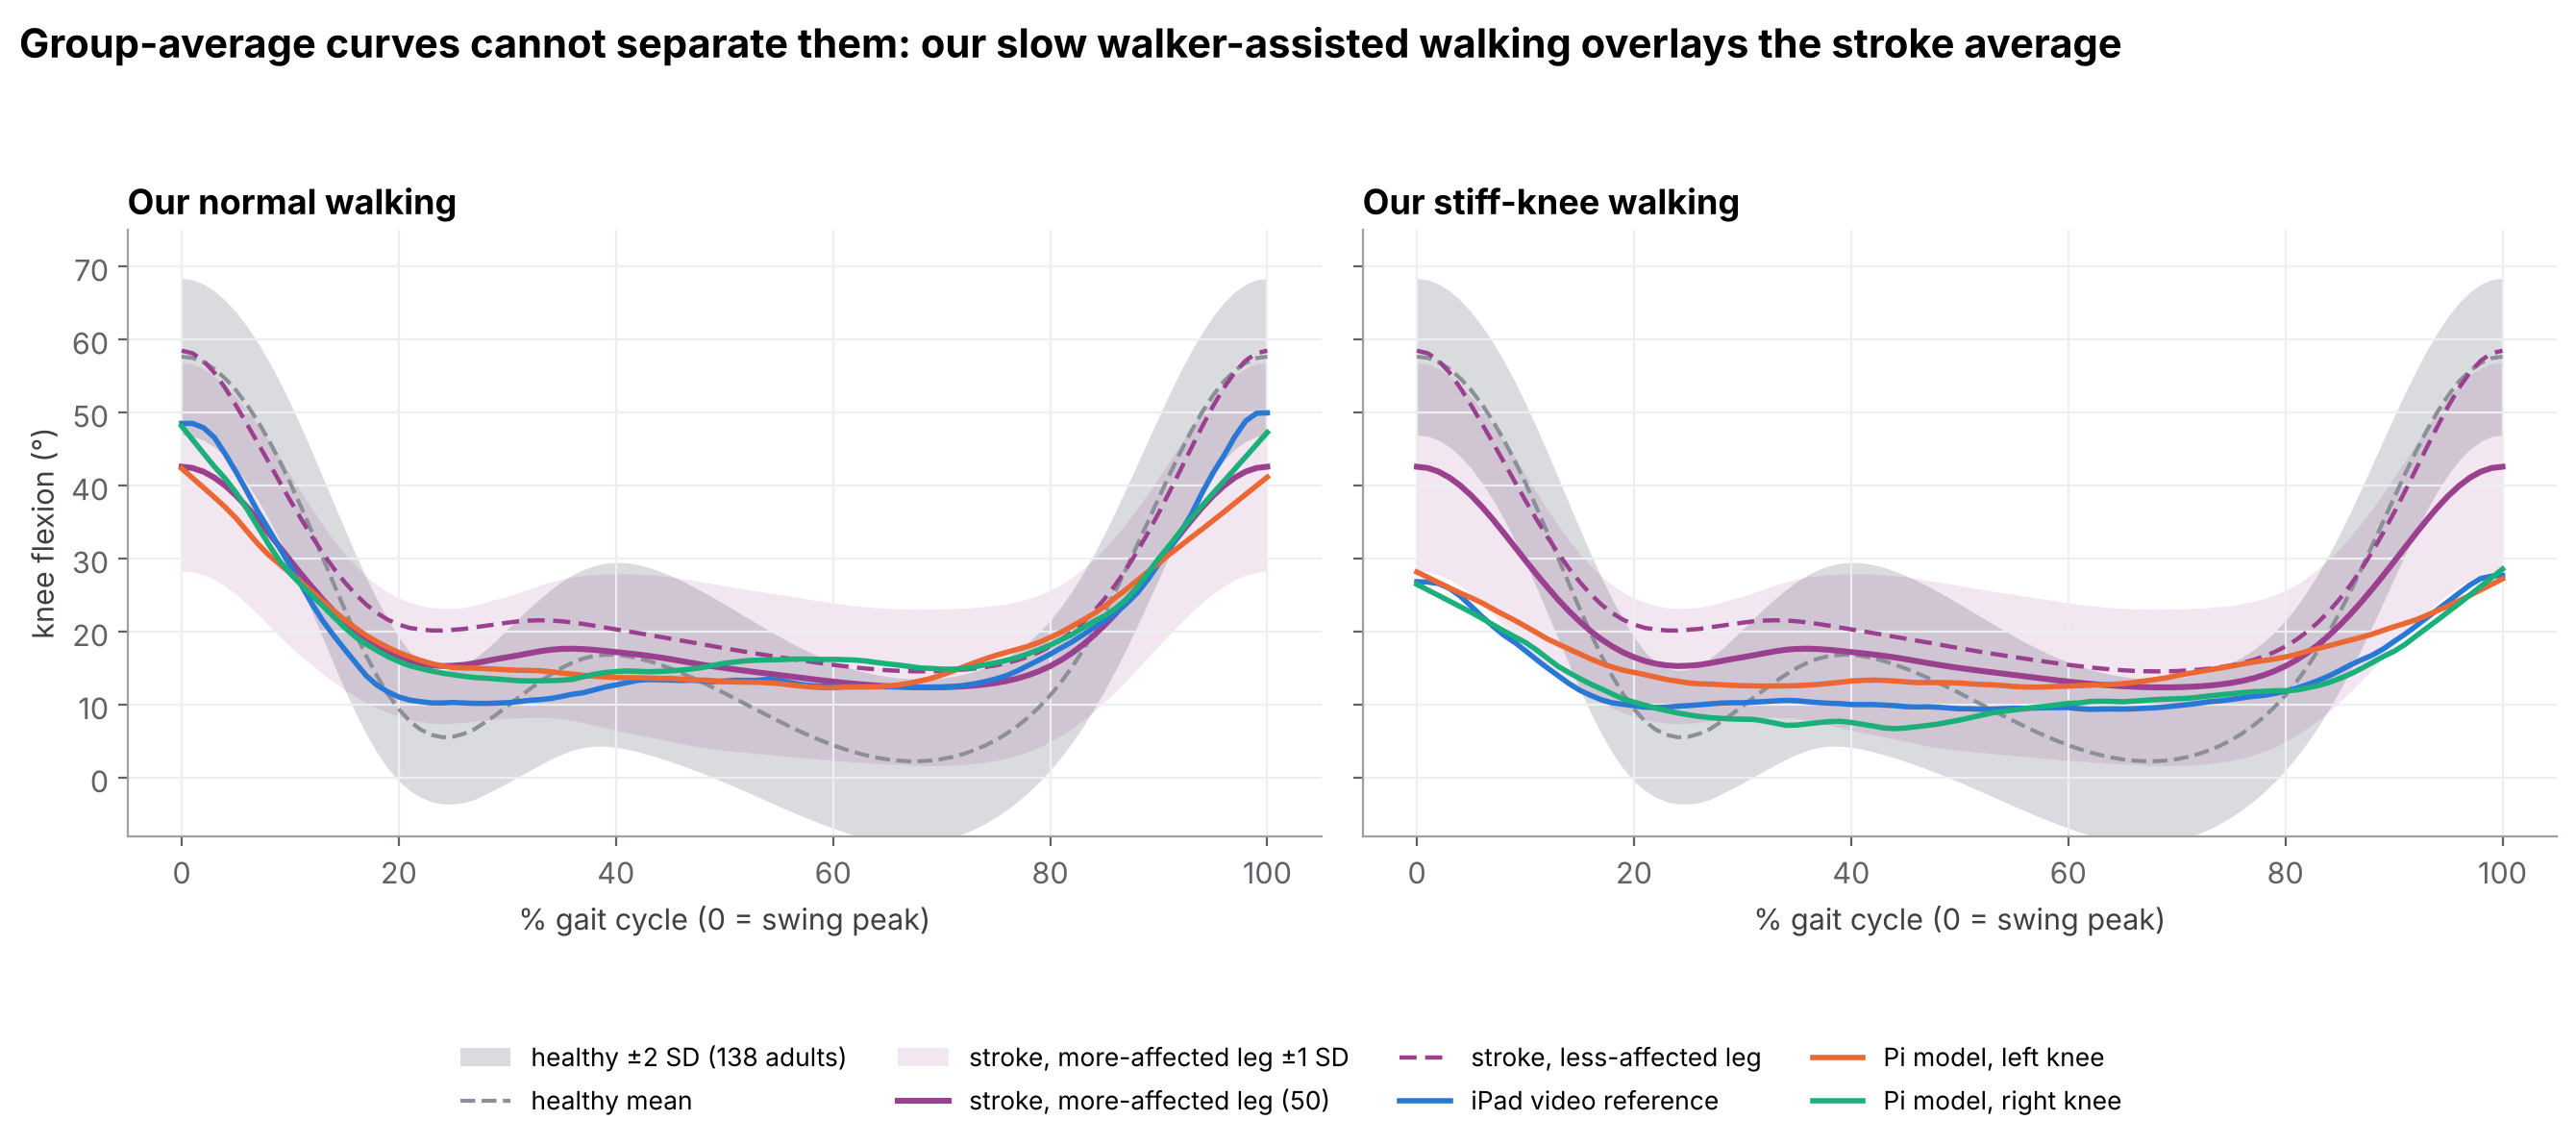 Group-average curves cannot separate them: our slow walker-assisted walking overlays the stroke average
Our normal walking
Our stiff-knee walking
knee flexion (°)
70
60
50
40
30
20
10
0
0 20 40 60 80 100
0 20 40 60 80 100
% gait cycle (0 = swing peak)
% gait cycle (0 = swing peak)
healthy ±2 SD (138 adults)
stroke, more-affected leg ±1 SD
stroke, less-affected leg
Pi model, left knee
healthy mean
stroke, more-affected leg (50)
iPad video reference
Pi model, right knee